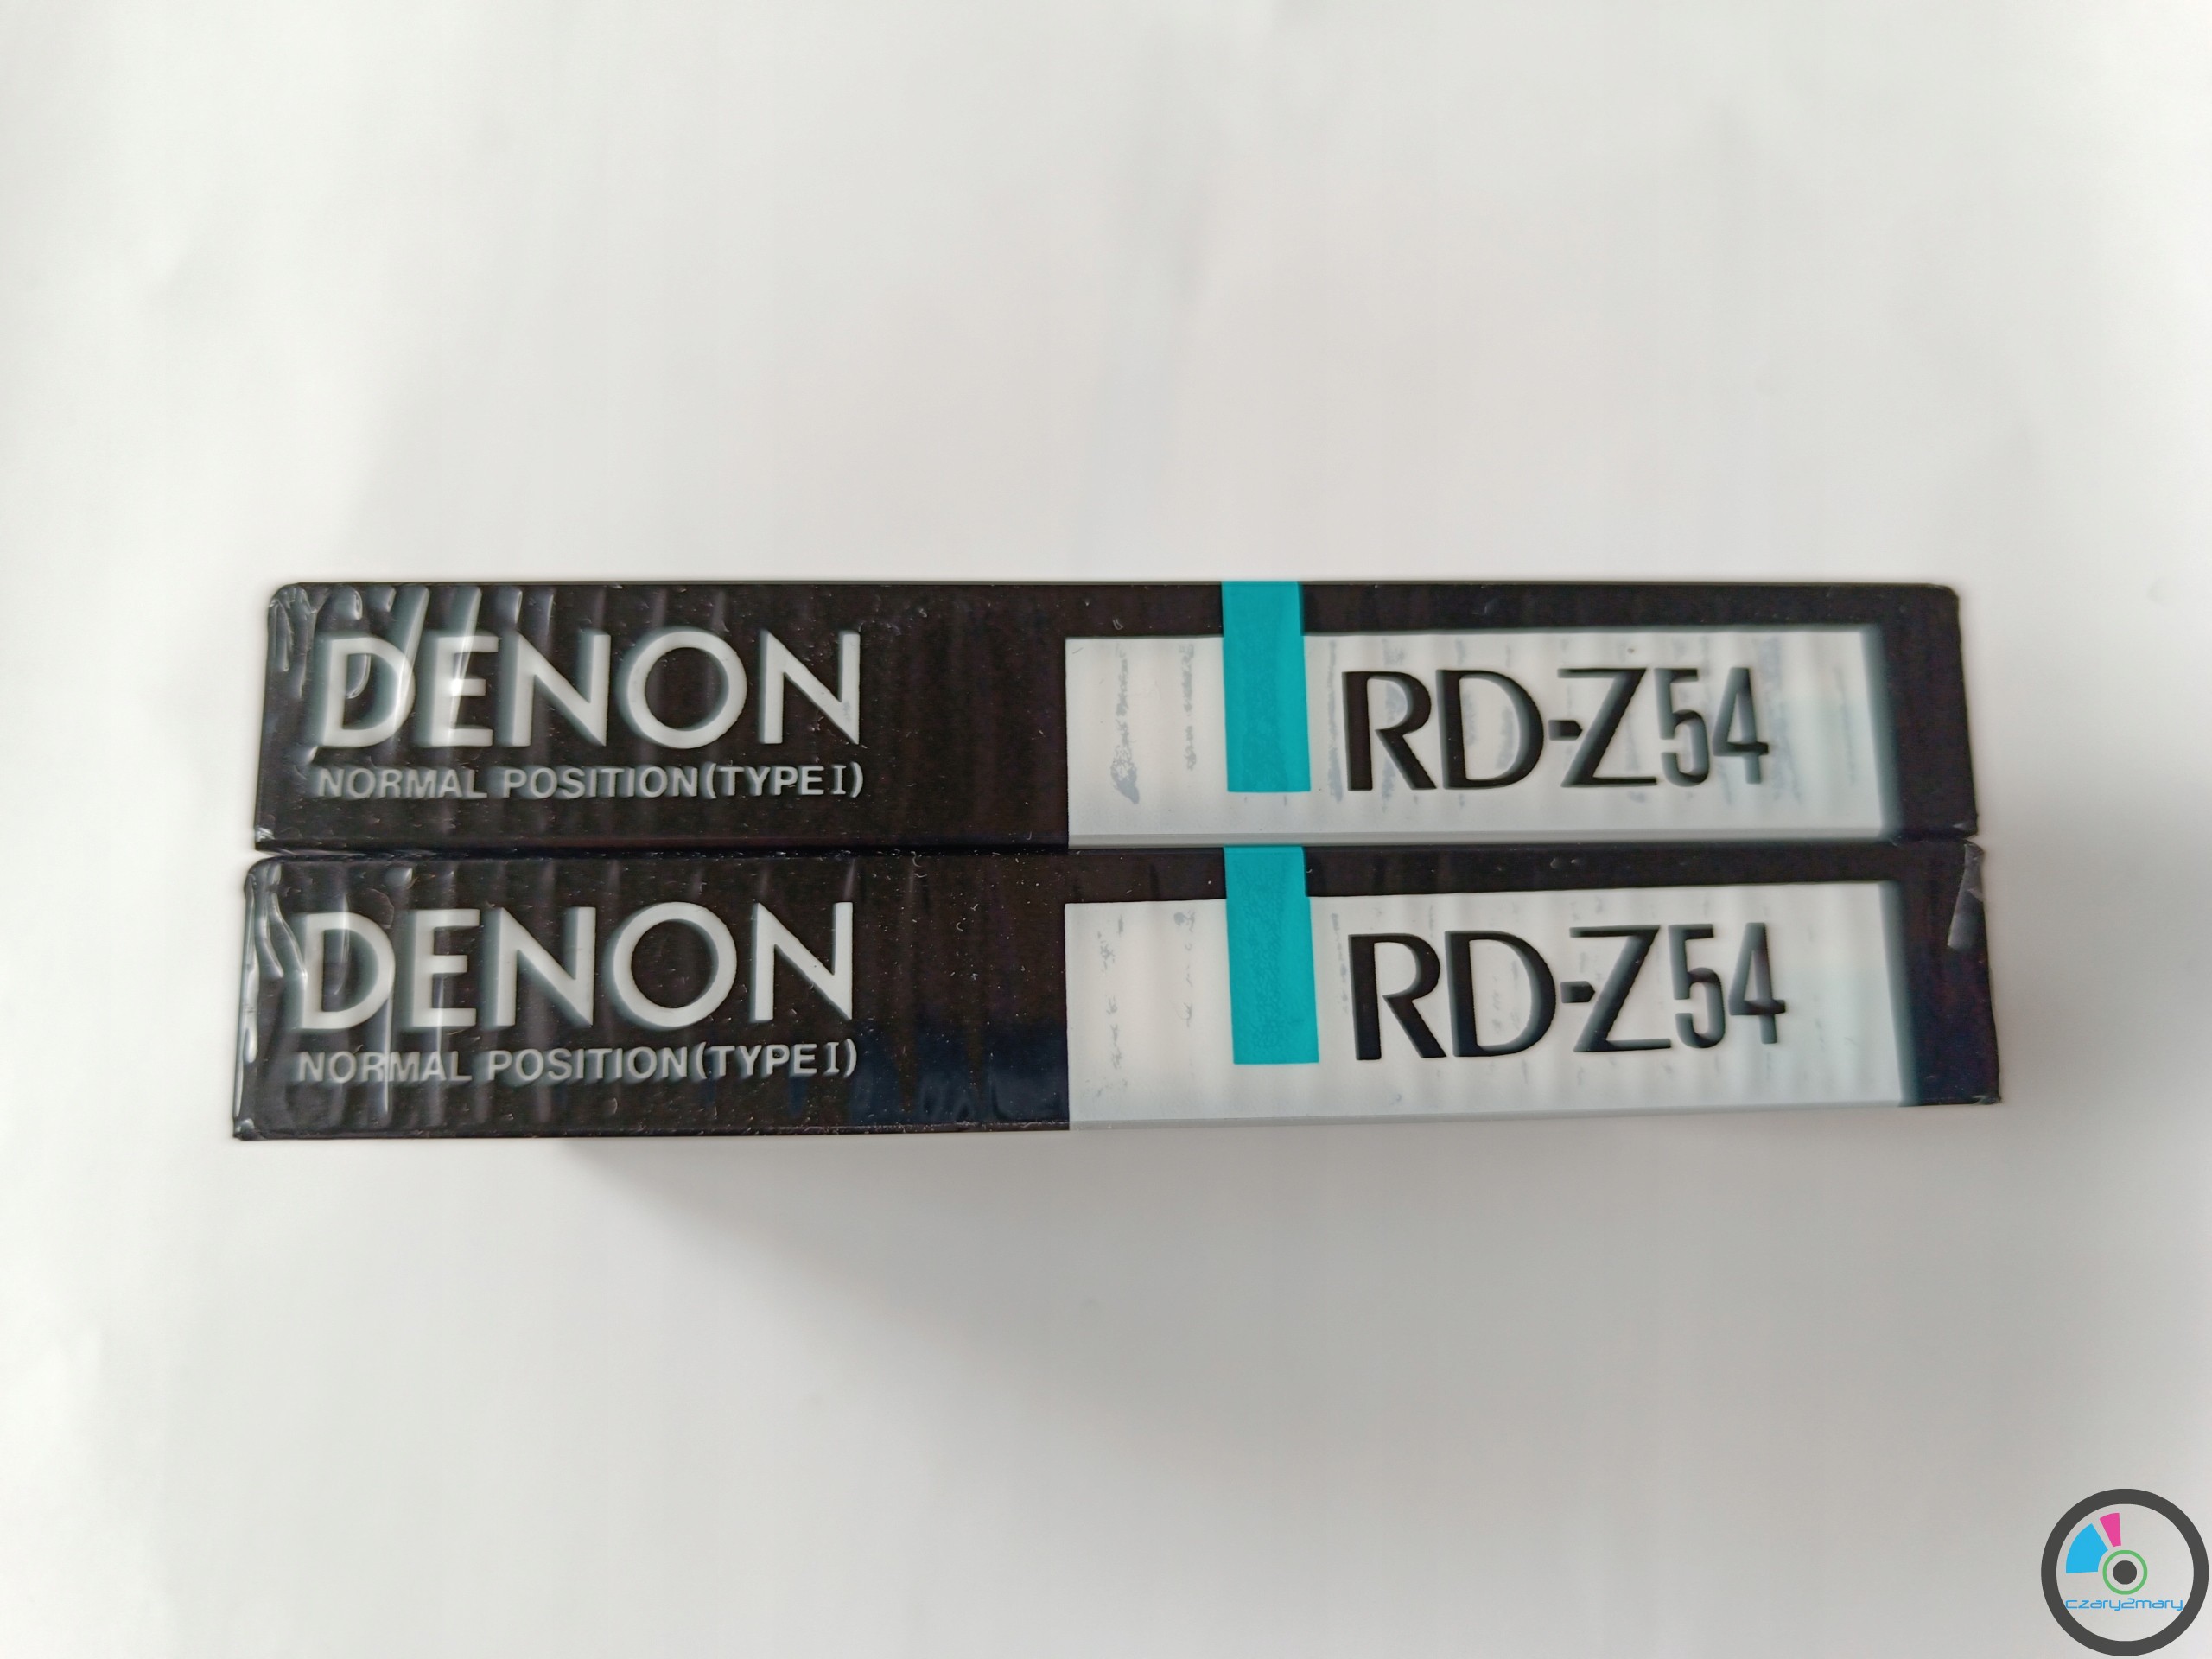 DENON
NORMAL POSITION(TYPE I)
RD-Z54
DENON
NORMAL POSITION(TYPE I)
RD-Z54
czary2mary